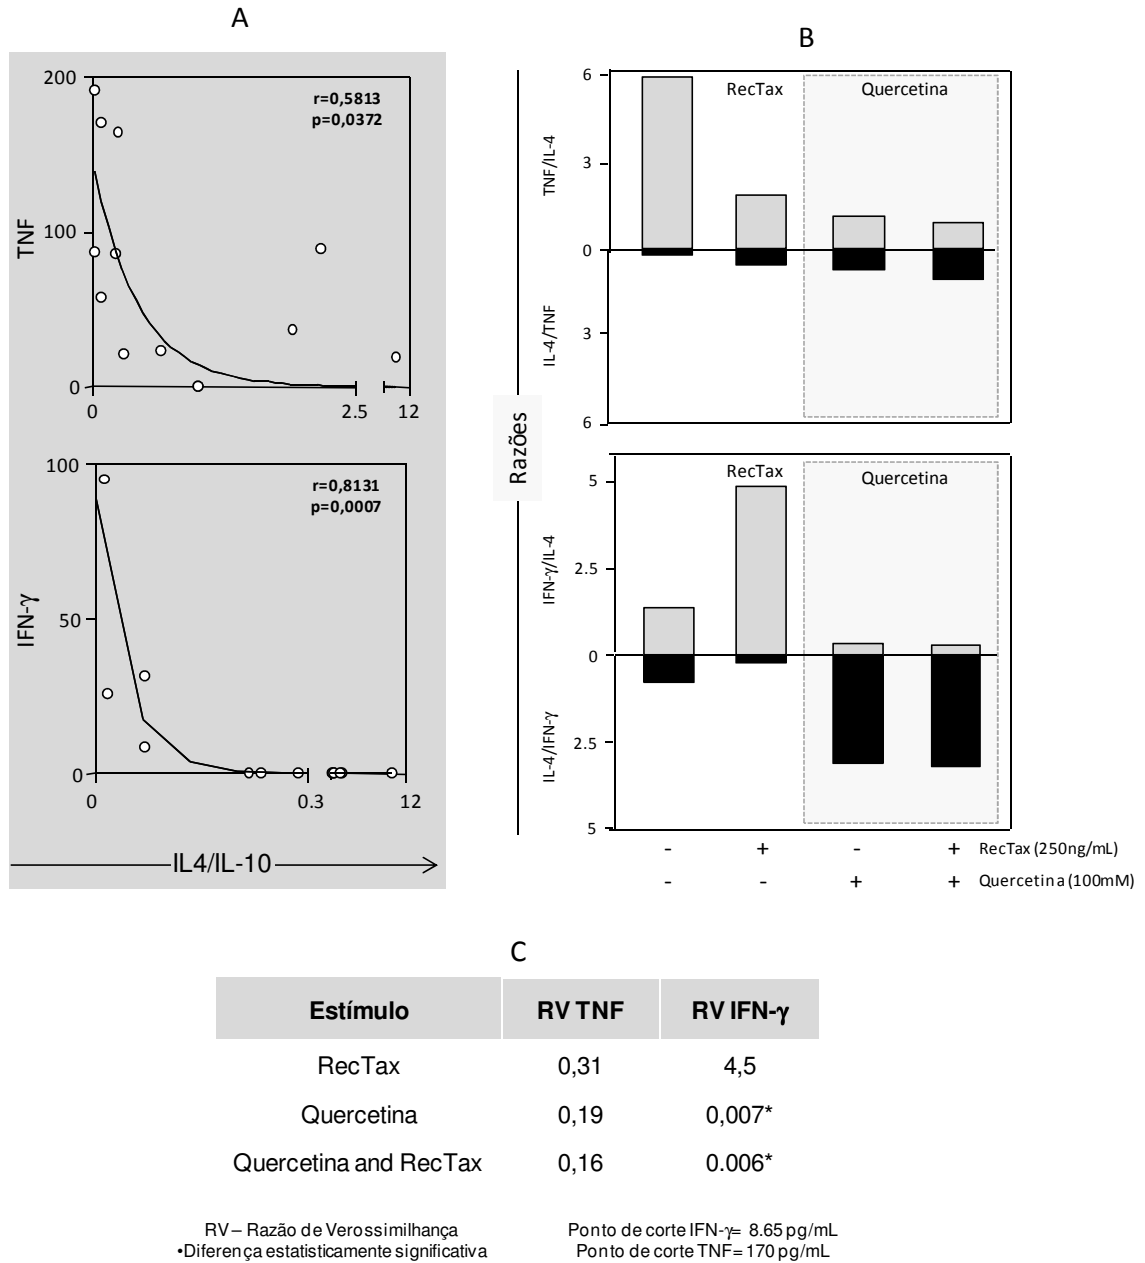 A
200
r=0,5813
p=0,0372
TNF
100
0
0
2.5
12
100
r=0,8131
p=0,0007
IFN-γ
50
0
0
0.3
12
IL4/IL-10
B
Razões
6
RecTax
Quercetina
TNF/IL-4
3
0
IL-4/TNF
3
6
RecTax
Quercetina
5
IFN-γ/IL-4
2.5
0
IL-4/IFN-γ
2.5
5
- + - + RecTax (250ng/mL)
- - + + Quercetina (100mM)
C
Estímulo RV TNF RV IFN-γ
RecTax 0,31 4,5
Quercetina 0,19 0,007*
Quercetina and RecTax 0,16 0.006*
RV – Razão de Verossimilhança
•Diferença estatisticamente significativa
Ponto de corte IFN-γ= 8.65 pg/mL
Ponto de corte TNF= 170 pg/mL